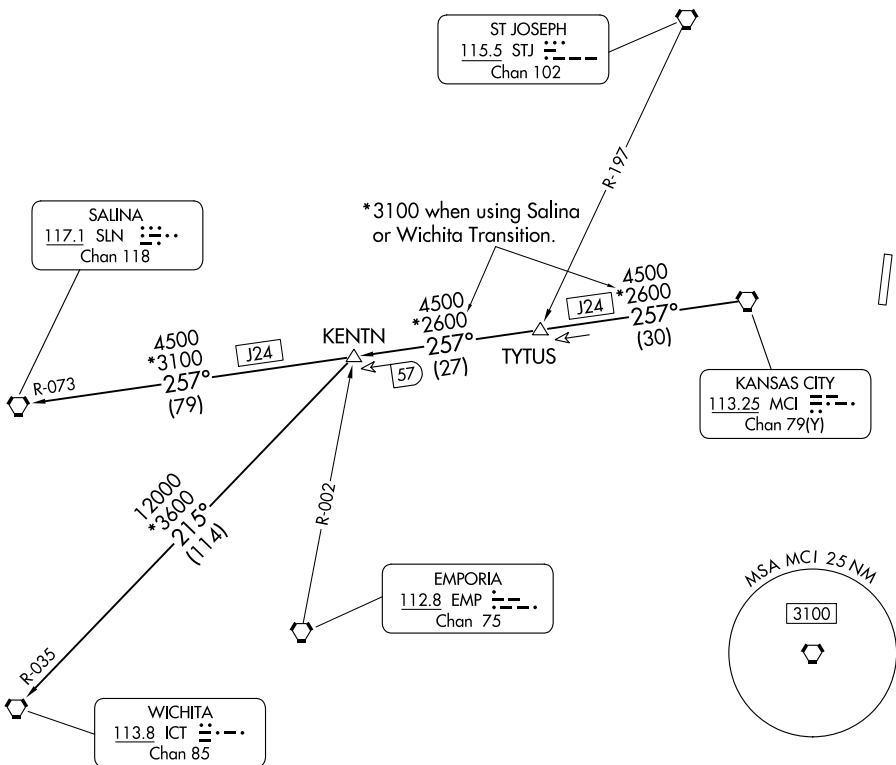 ST JOSEPH
115.5 STJ
Chan 102
R-197
*3100 when using Salina
or Wichita Transition.
SALINA
117.1 SLN
Chan 118
4500
*2600
257°
(30)
J24
4500
*2600
257°
(27)
TYTUS
KENTN
57
J24
4500
*3100
257°
(79)
R-073
KANSAS CITY
113.25 MCI
Chan 79(Y)
12000
*3600
215°
(114)
R-002
R-035
EMPORIA
112.8 EMP
Chan 75
MSA MCI 25 NM
3100
WICHITA
113.8 ICT
Chan 85